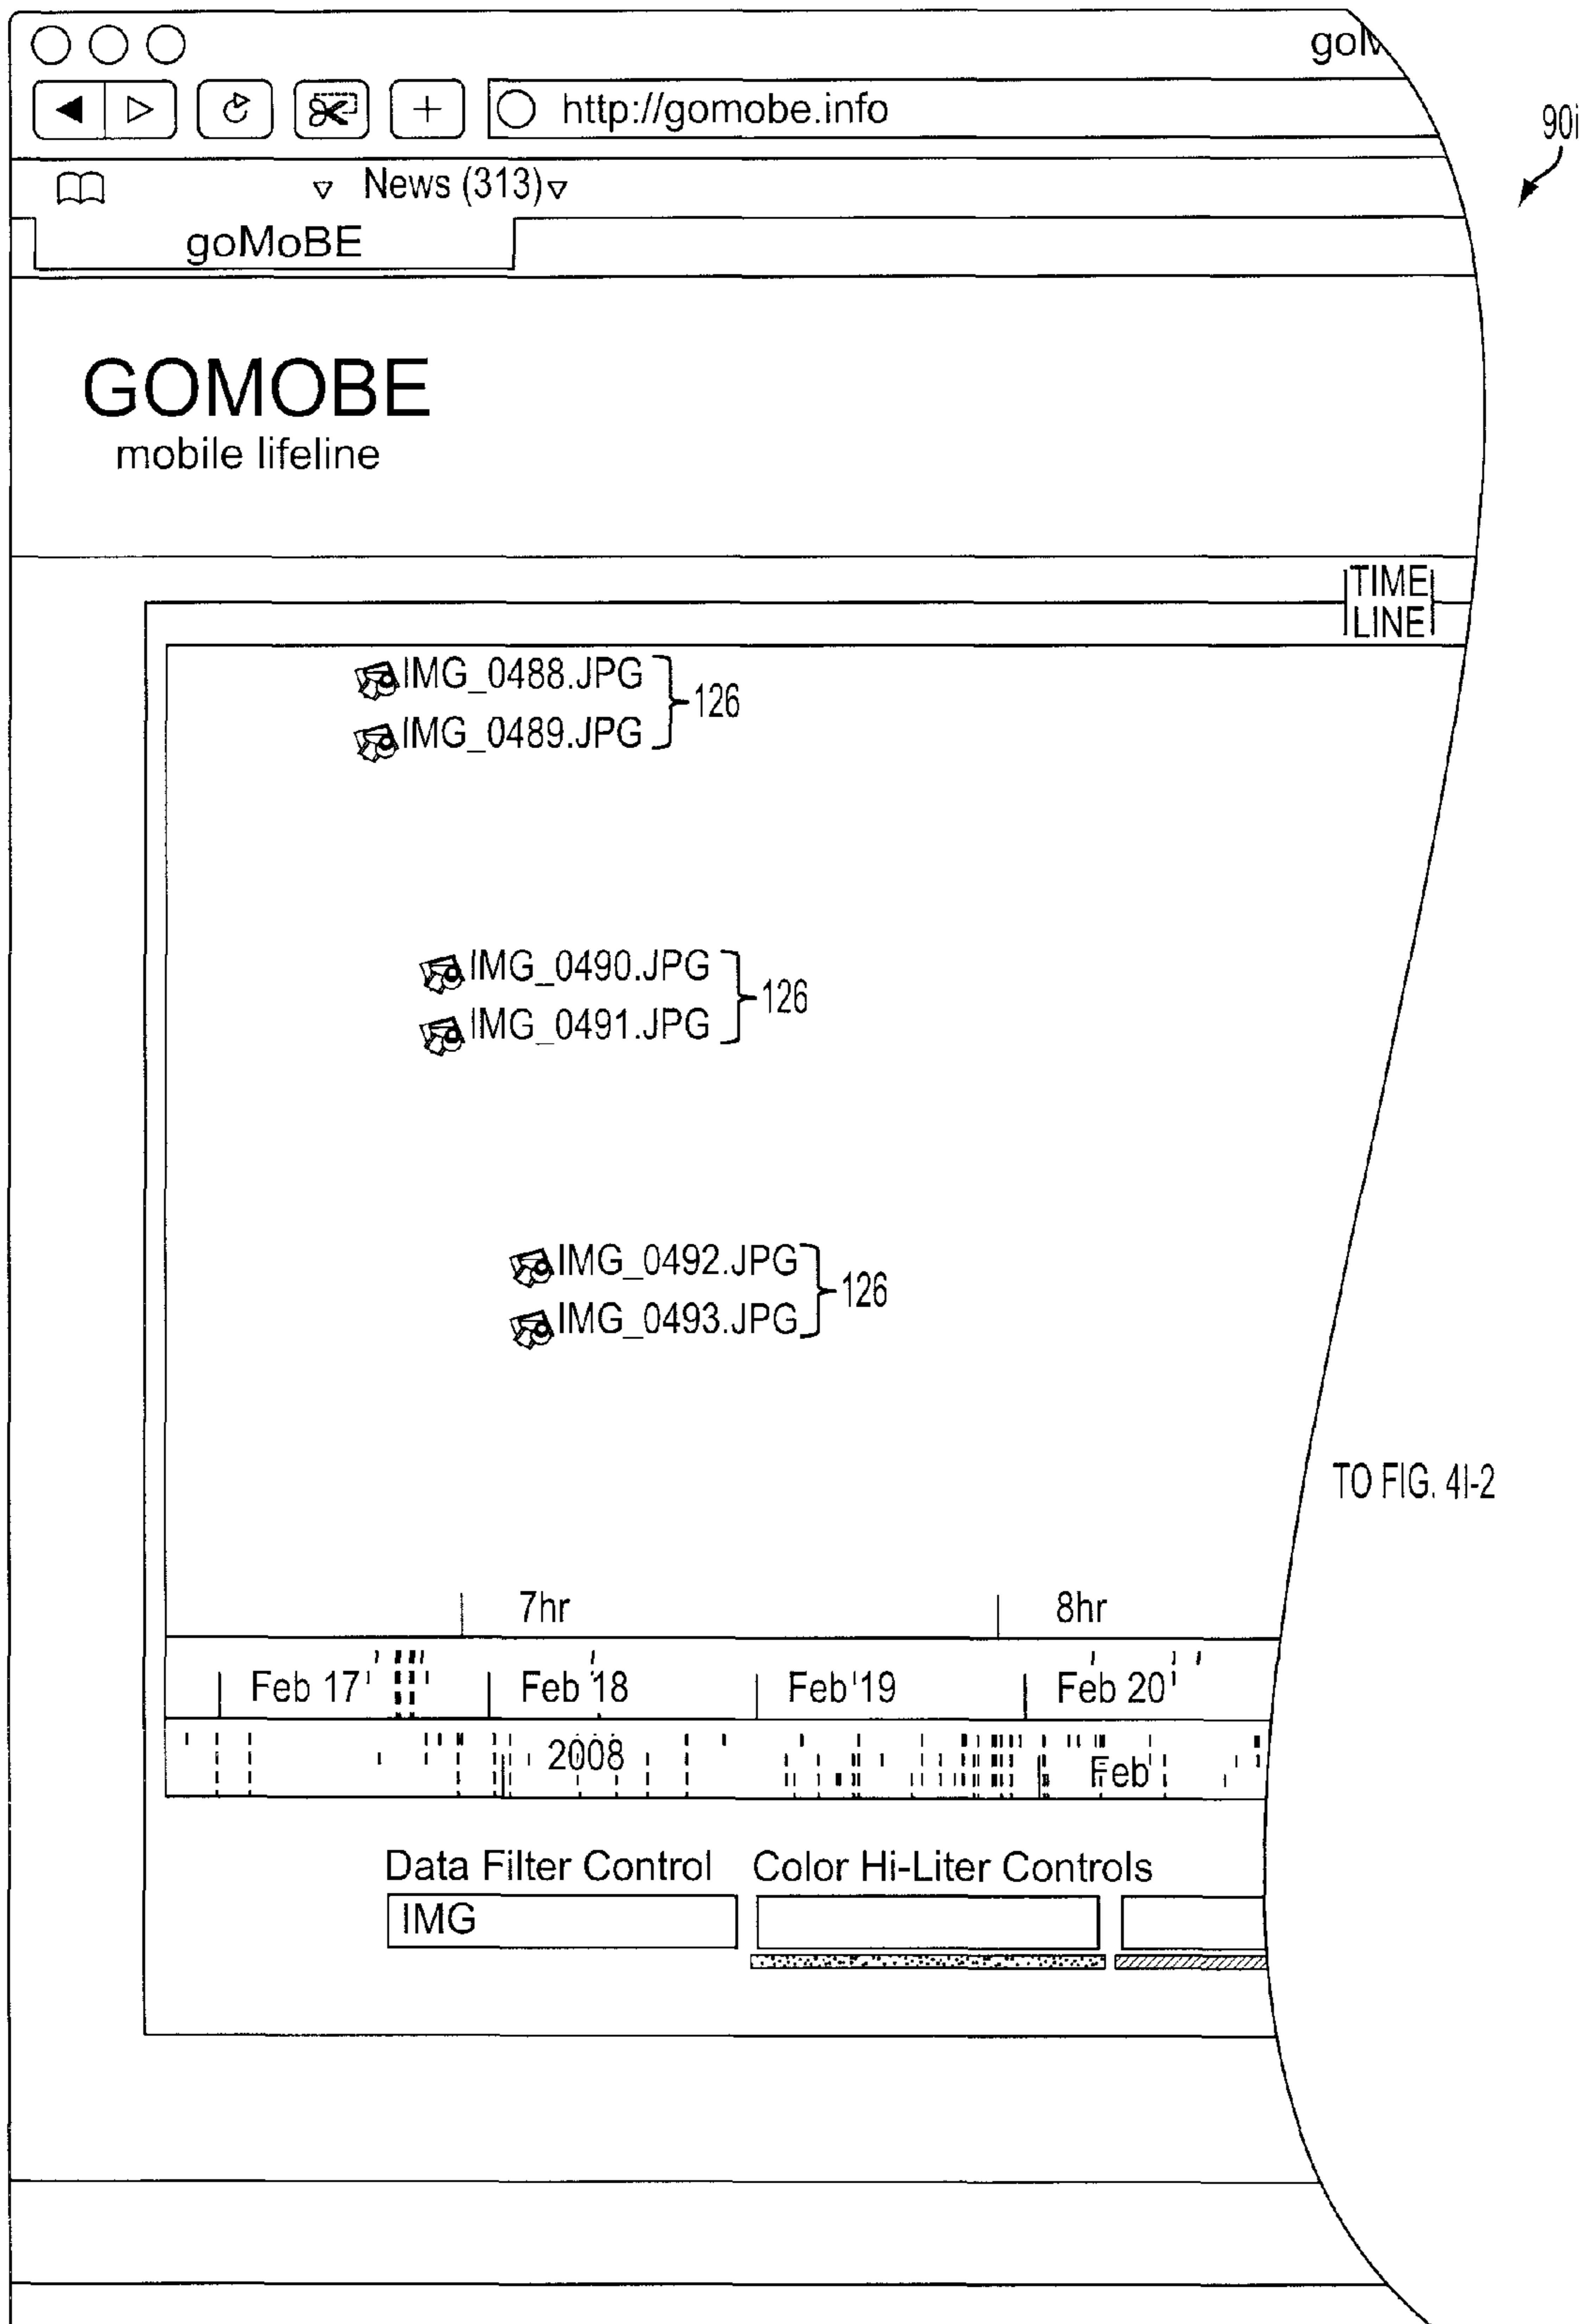 goM
http://gomobe.info
90i
News (313)
goMoBE
GOMOBE
mobile lifeline
TIME
LINE
IMG_0488.JPG
126
IMG_0489.JPG
IMG_0490.JPG
126
IMG_0491.JPG
IMG_0492.JPG
126
IMG_0493.JPG
TO FIG. 4I-2
7hr 8hr
Feb 17 Feb 18 Feb 19 Feb 20
2008 Feb
Data Filter Control Color Hi-Liter Controls
IMG